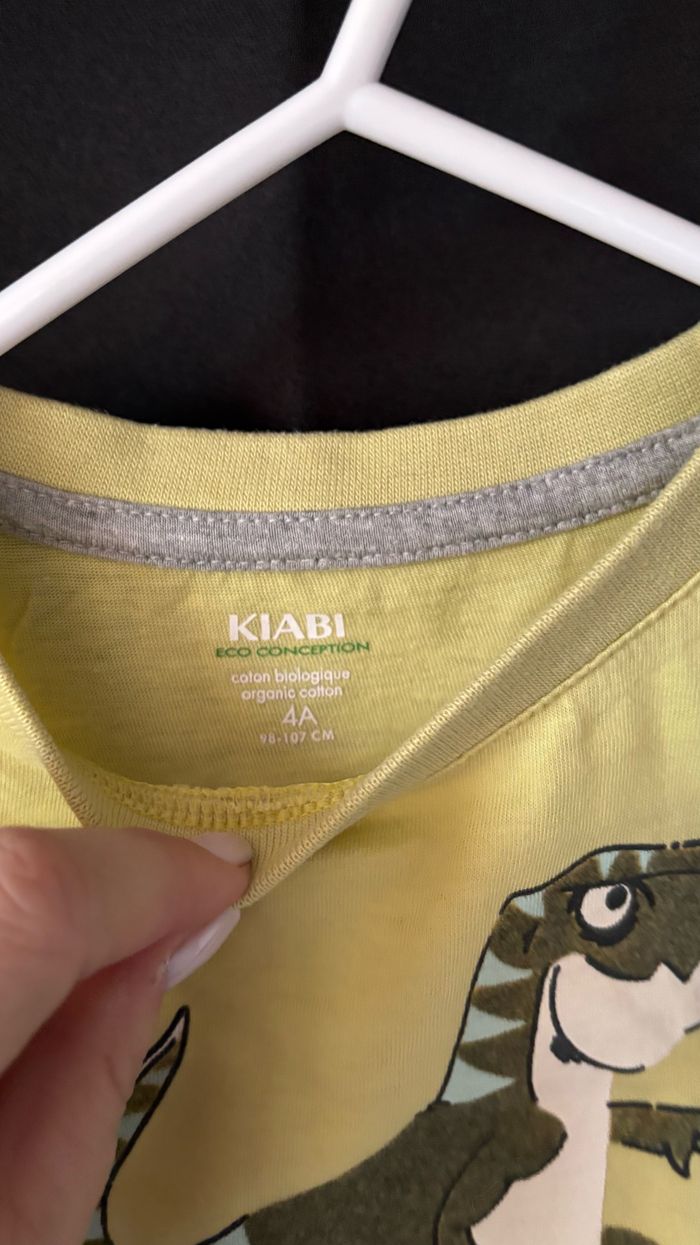 KIABI
ECO CONCEPTION
coton biologique
organic cotton
4A
98-107 CM